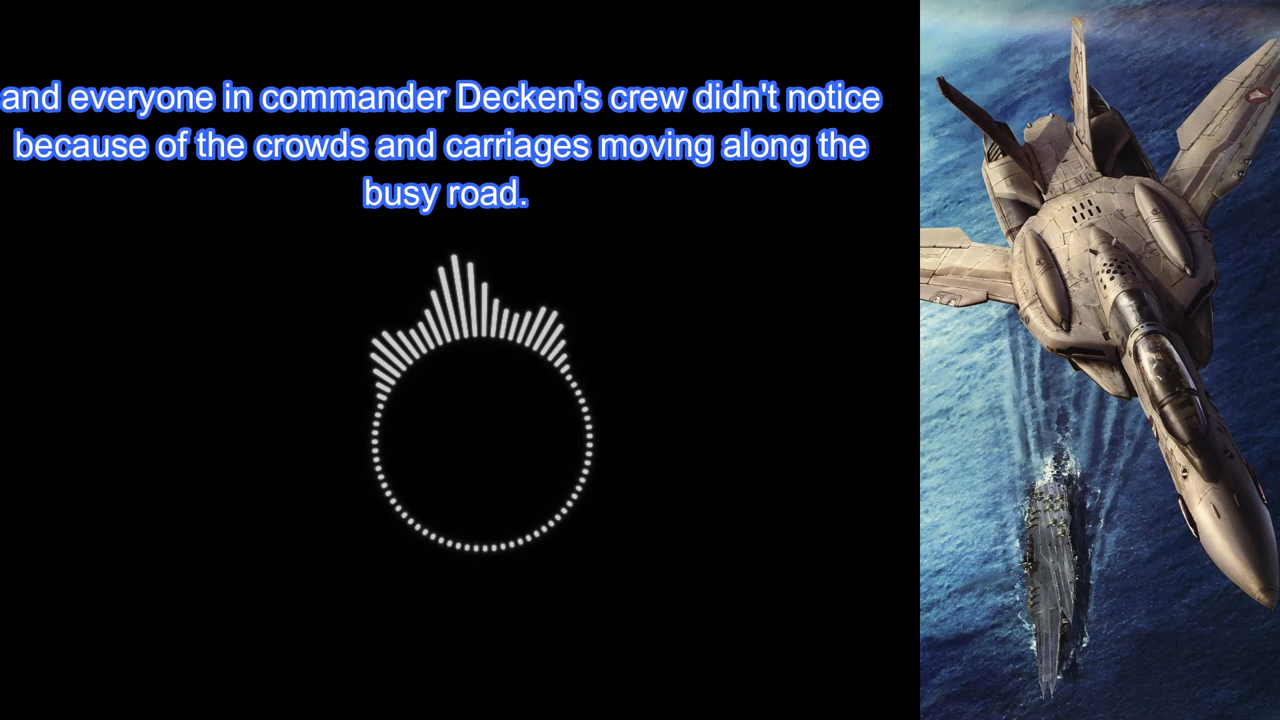 and everyone in commander Decken's crew didn't notice
because of the crowds and carriages moving along the
busy road.